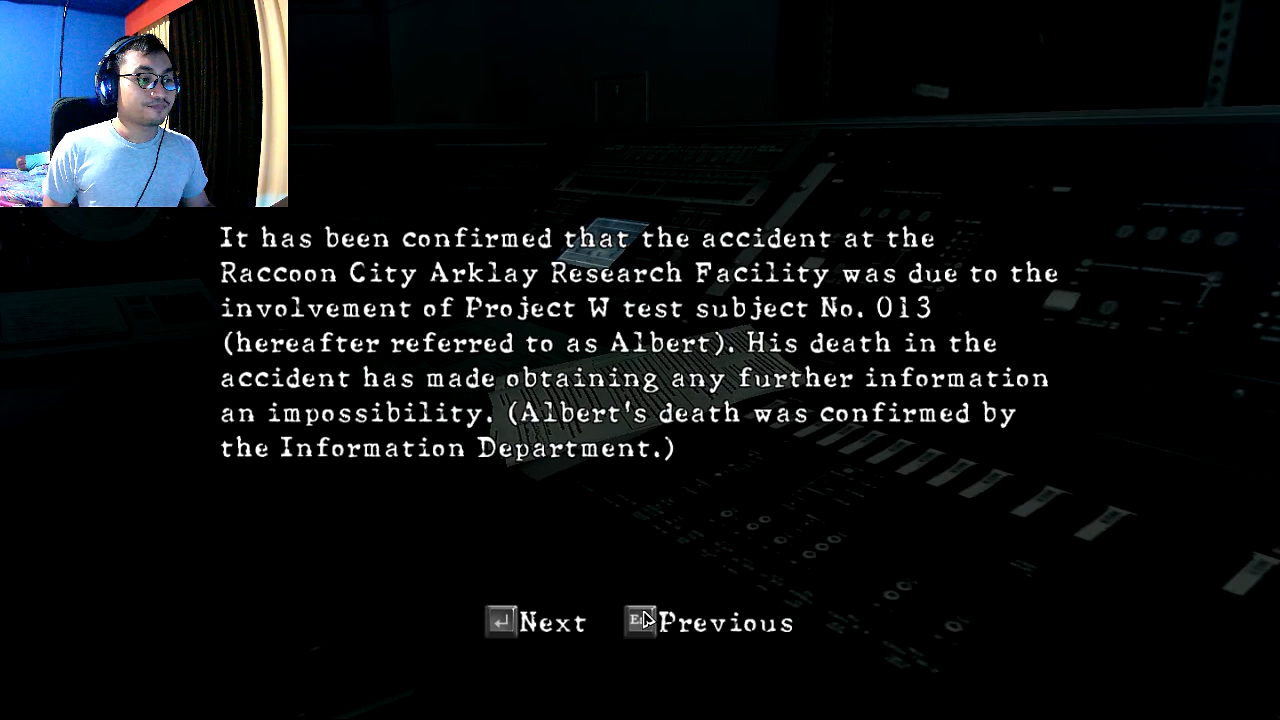 It has been confirmed that the accident at the
Raccoon City Arklay Research Facility was due to the
involvement of Project W test subject No. 013
(hereafter referred to as Albert). His death in the
accident has made obtaining any further information
an impossibility. (Albert's death was confirmed by
the Information Department.)
Next Previous